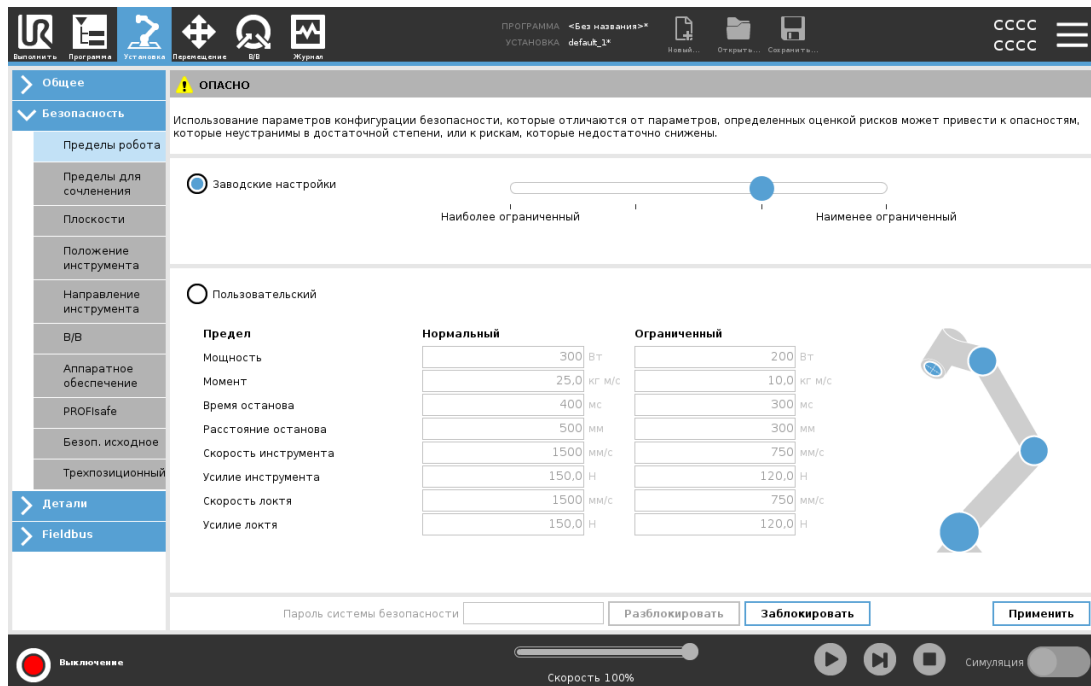 ПРОГРАММА <Без названия>*
УСТАНОВКА default_1*
Выполнить Программа Установка Перемещение В/В Журнал
Новый... Открыть... Сохранить...
CCCC
CCCC
Общее
Безопасность
Пределы робота
Пределы для
сочленения
Плоскости
Положение
инструмента
Направление
инструмента
В/В
Аппаратное
обеспечение
PROFIsafe
Безоп. исходное
Трехпозиционный
Детали
Fieldbus
ОПАСНО
Использование параметров конфигурации безопасности, которые отличаются от параметров, определенных оценкой рисков может привести к опасностям,
которые неустранимы в достаточной степени, или к рискам, которые недостаточно снижены.
Заводские настройки
Наиболее ограниченный Наименее ограниченный
Пользовательский
Предел Нормальный Ограниченный
Мощность 300 Вт 200 Вт
Момент 25,0 кг м/с 10,0 кг м/с
Время останова 400 мс 300 мс
Расстояние останова 500 мм 300 мм
Скорость инструмента 1500 мм/с 750 мм/с
Усилие инструмента 150,0 Н 120,0 Н
Скорость локтя 1500 мм/с 750 мм/с
Усилие локтя 150,0 Н 120,0 Н
Пароль системы безопасности Разблокировать Заблокировать Применить
Выключение
Скорость 100%
Симуляция